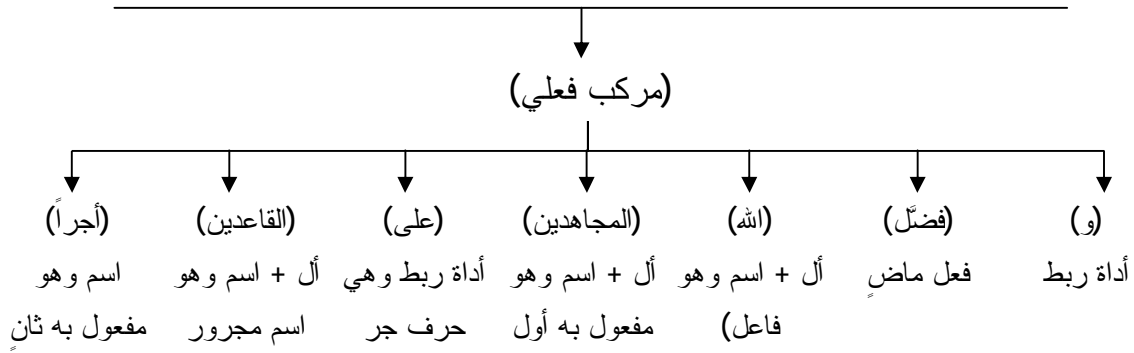 (مركب فعلي)
(و) (فضَّل) (الله) (المجاهدين) (على) (القاعدين) (أجراً)
أداة ربط فعل ماضٍ أل + اسم وهو أل + اسم وهو أداة ربط وهي أل + اسم وهو اسم وهو
فاعل) مفعول به أول حرف جر اسم مجرور مفعول به ثانٍ